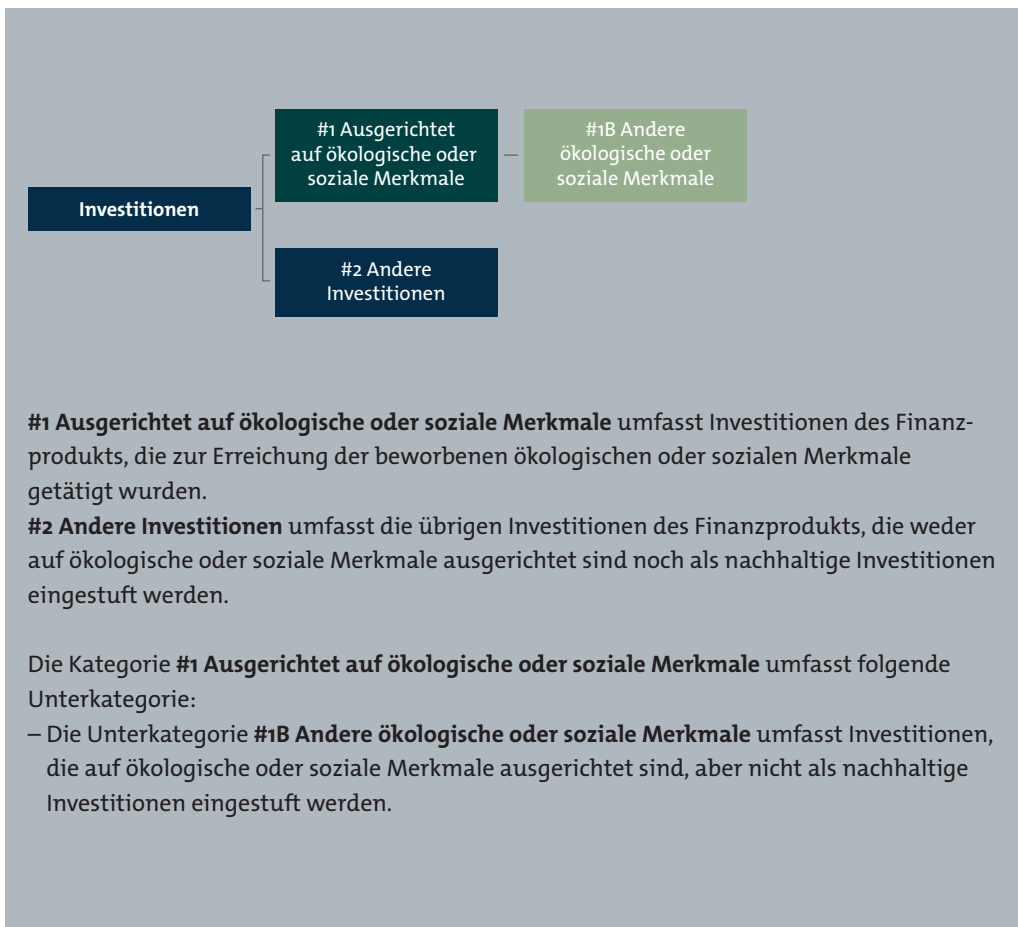 #1 Ausgerichtet
auf ökologische oder
soziale Merkmale
#1B Andere
ökologische oder
soziale Merkmale
Investitionen
#2 Andere
Investitionen
#1 Ausgerichtet auf ökologische oder soziale Merkmale umfasst Investitionen des Finanz-
produkts, die zur Erreichung der beworbenen ökologischen oder sozialen Merkmale
getätigt wurden.
#2 Andere Investitionen umfasst die übrigen Investitionen des Finanzprodukts, die weder
auf ökologische oder soziale Merkmale ausgerichtet sind noch als nachhaltige Investitionen
eingestuft werden.
Die Kategorie #1 Ausgerichtet auf ökologische oder soziale Merkmale umfasst folgende
Unterkategorie:
– Die Unterkategorie #1B Andere ökologische oder soziale Merkmale umfasst Investitionen,
die auf ökologische oder soziale Merkmale ausgerichtet sind, aber nicht als nachhaltige
Investitionen eingestuft werden.